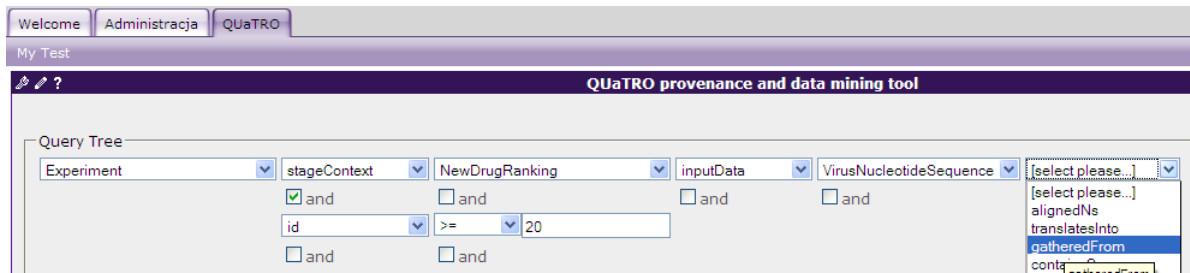 Welcome Administracja QUaTRO
My Test
? QUaTRO provenance and data mining tool
Query Tree
Experiment stageContext NewDrugRanking inputData VirusNucleotideSequence [select please...]
and and and and [select please...]
alignedNs
id >= 20 translatesInto
gatheredFrom
and and